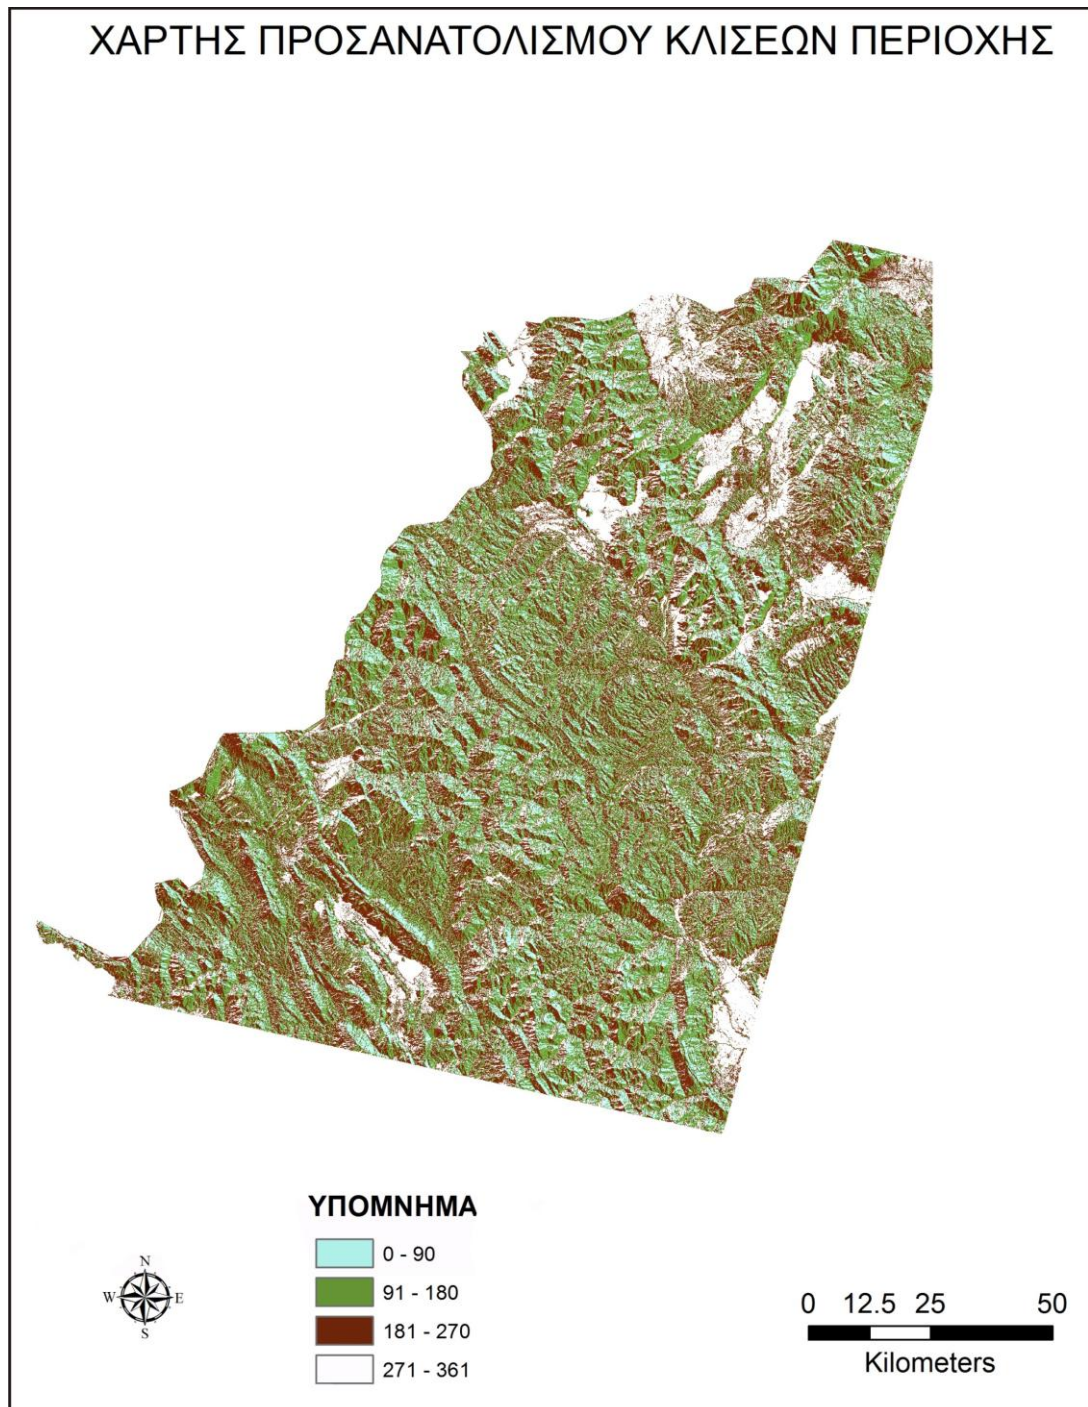 ΧΑΡΤΗΣ ΠΡΟΣΑΝΑΤΟΛΙΣΜΟΥ ΚΛΙΣΕΩΝ ΠΕΡΙΟΧΗΣ
ΥΠΟΜΝΗΜΑ
0 - 90
91 - 180
181 - 270
271 - 361
N
W E
S
0 12.5 25 50
Kilometers